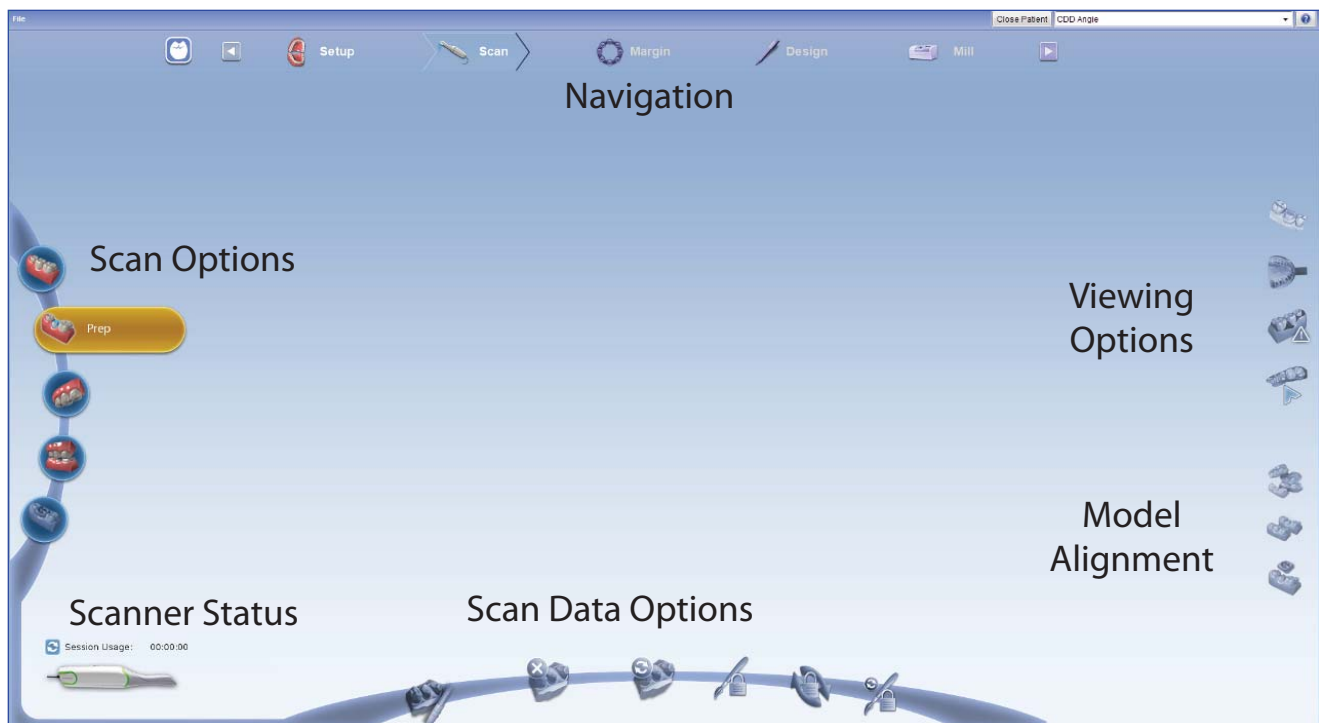 File
Close Patient CDD Angle
Setup Scan Margin Design Mill
Navigation
Scan Options
Prep
Viewing
Options
Model
Alignment
Scanner Status
Scan Data Options
Session Usage: 00:00:00